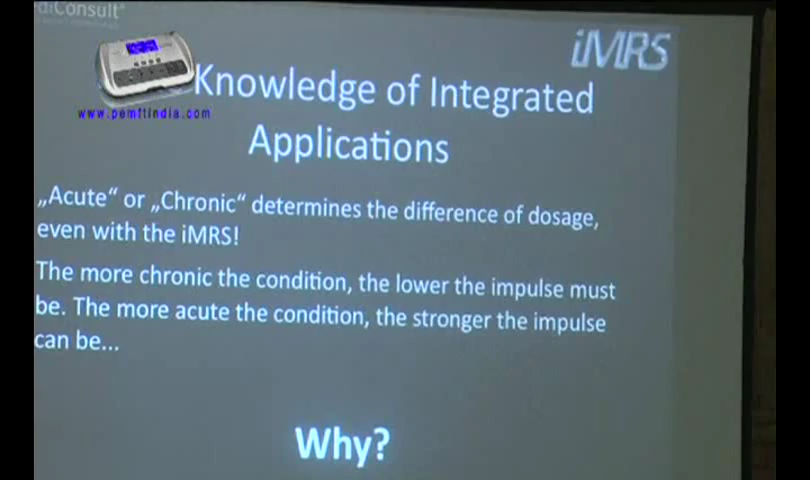 diConsult®
iMRS
Knowledge of Integrated
Applications
www.pemftindia.com
„Acute“ or „Chronic“ determines the difference of dosage,
even with the iMRS!
The more chronic the condition, the lower the impulse must
be. The more acute the condition, the stronger the impulse
can be...
Why?